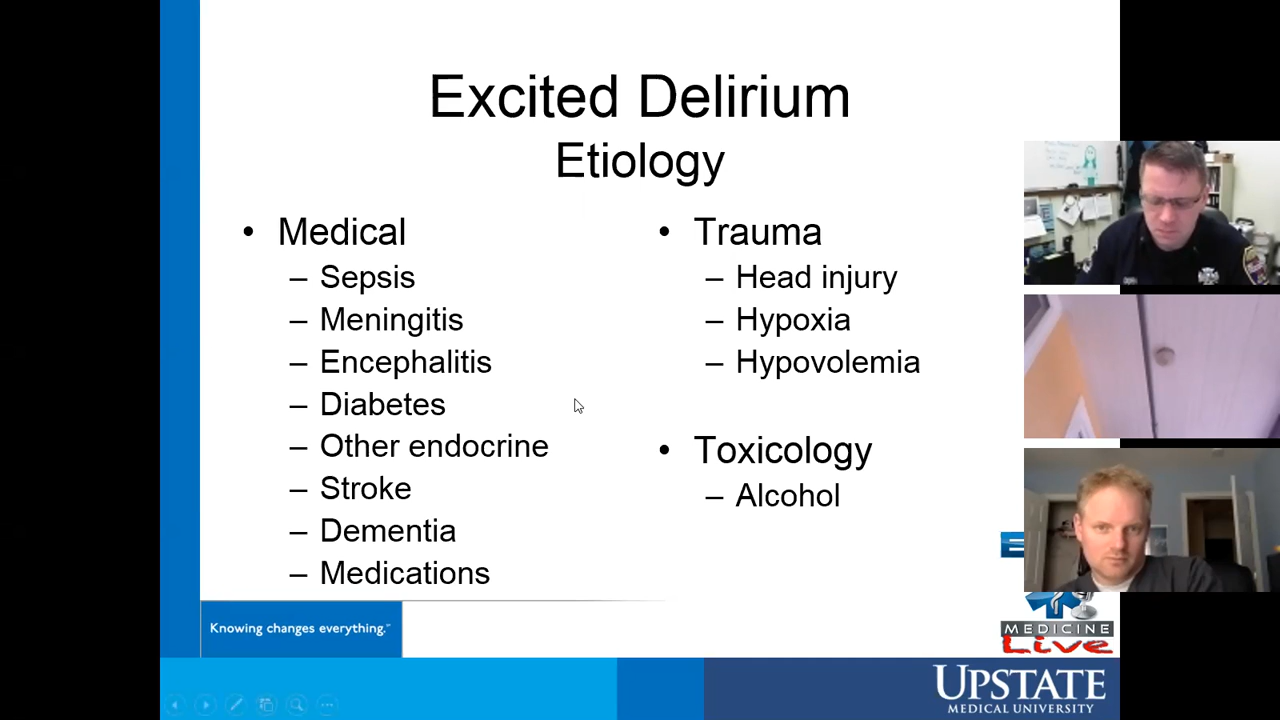 Excited Delirium
Etiology
• Medical
– Sepsis
– Meningitis
– Encephalitis
– Diabetes
– Other endocrine
– Stroke
– Dementia
– Medications
• Trauma
– Head injury
– Hypoxia
– Hypovolemia
• Toxicology
– Alcohol
Knowing changes everything.™
MEDICINE
Live
UPSTATE
MEDICAL UNIVERSITY